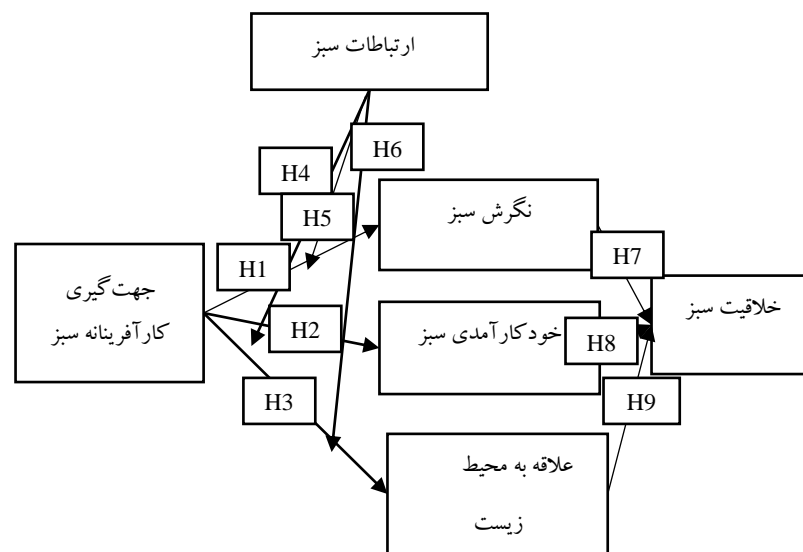 ارتباطات سبز
H6
H4
نگرش سبز
H5
H7
H1
جهت‌گیری
کارآفرینانه سبز
خلاقیت سبز
H2
خودکارآمدی سبز
H8
H3
H9
علاقه به محیط
زیست